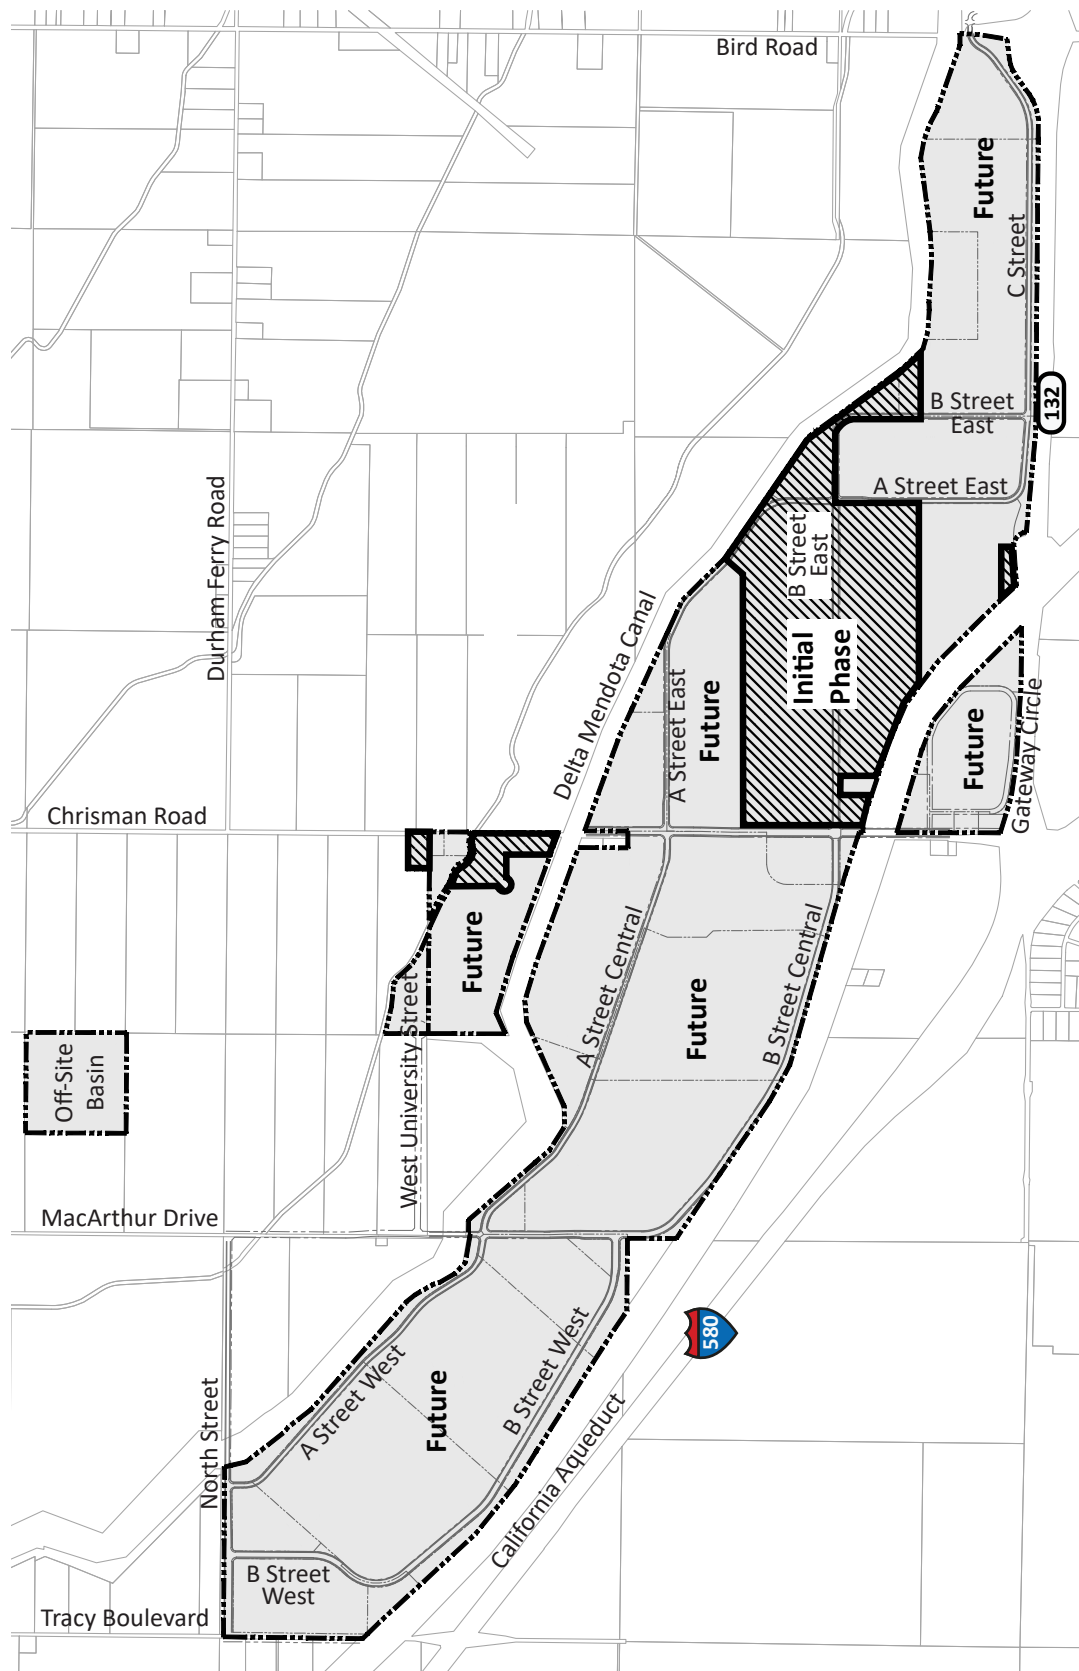 Bird Road
Future
C Street
B Street
East
132
A Street East
B Street
East
Durham Ferry Road
Delta Mendota Canal
Initial
Phase
A Street East
Future
Future
Gateway Circle
Chrisman Road
Future
A Street Central
B Street Central
Future
West University Street
Off-Site
Basin
MacArthur Drive
580
A Street West
B Street West
Future
North Street
California Aqueduct
B Street
West
Tracy Boulevard